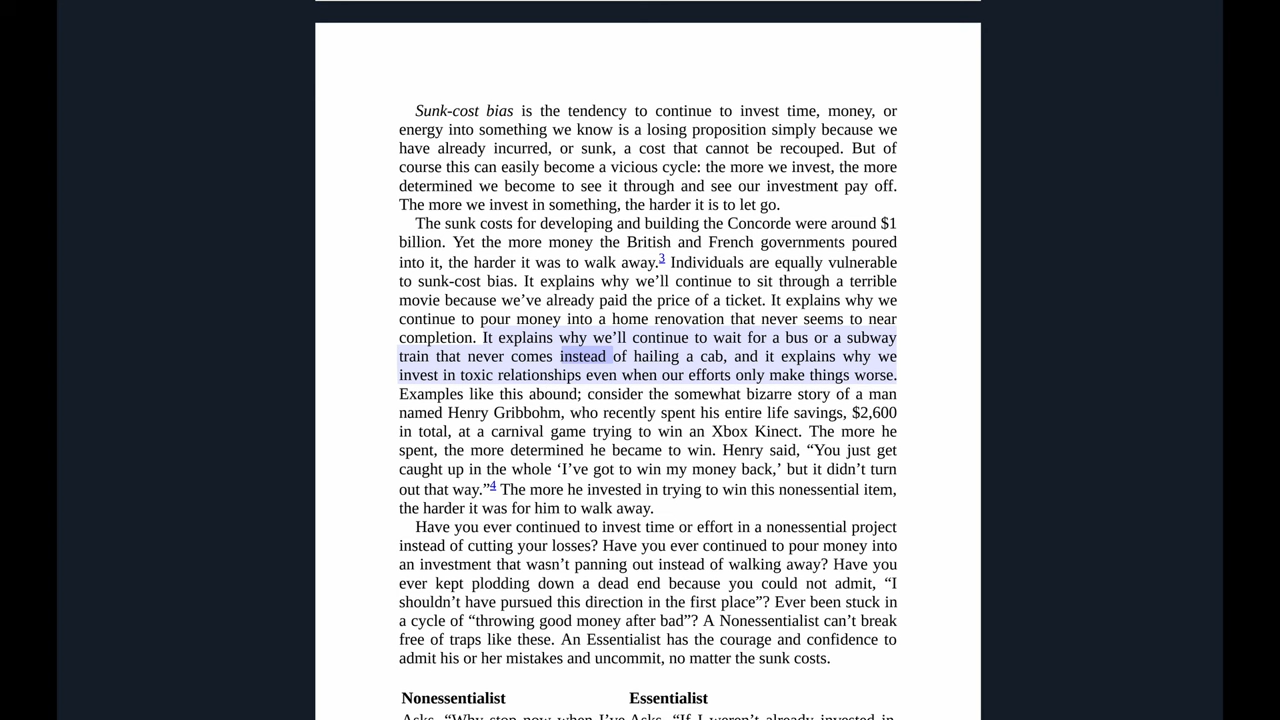 Sunk-cost bias is the tendency to continue to invest time, money, or
energy into something we know is a losing proposition simply because we
have already incurred, or sunk, a cost that cannot be recouped. But of
course this can easily become a vicious cycle: the more we invest, the more
determined we become to see it through and see our investment pay off.
The more we invest in something, the harder it is to let go.
The sunk costs for developing and building the Concorde were around $1
billion. Yet the more money the British and French governments poured
into it, the harder it was to walk away.3 Individuals are equally vulnerable
to sunk-cost bias. It explains why we’ll continue to sit through a terrible
movie because we’ve already paid the price of a ticket. It explains why we
continue to pour money into a home renovation that never seems to near
completion. It explains why we’ll continue to wait for a bus or a subway
train that never comes instead of hailing a cab, and it explains why we
invest in toxic relationships even when our efforts only make things worse.
Examples like this abound; consider the somewhat bizarre story of a man
named Henry Gribbohm, who recently spent his entire life savings, $2,600
in total, at a carnival game trying to win an Xbox Kinect. The more he
spent, the more determined he became to win. Henry said, “You just get
caught up in the whole ‘I’ve got to win my money back,’ but it didn’t turn
out that way.”4 The more he invested in trying to win this nonessential item,
the harder it was for him to walk away.
Have you ever continued to invest time or effort in a nonessential project
instead of cutting your losses? Have you ever continued to pour money into
an investment that wasn’t panning out instead of walking away? Have you
ever kept plodding down a dead end because you could not admit, “I
shouldn’t have pursued this direction in the first place”? Ever been stuck in
a cycle of “throwing good money after bad”? A Nonessentialist can’t break
free of traps like these. An Essentialist has the courage and confidence to
admit his or her mistakes and uncommit, no matter the sunk costs.
Nonessentialist Essentialist
Asks, “Why stop now when I’ve Asks, “If I weren’t already invested in